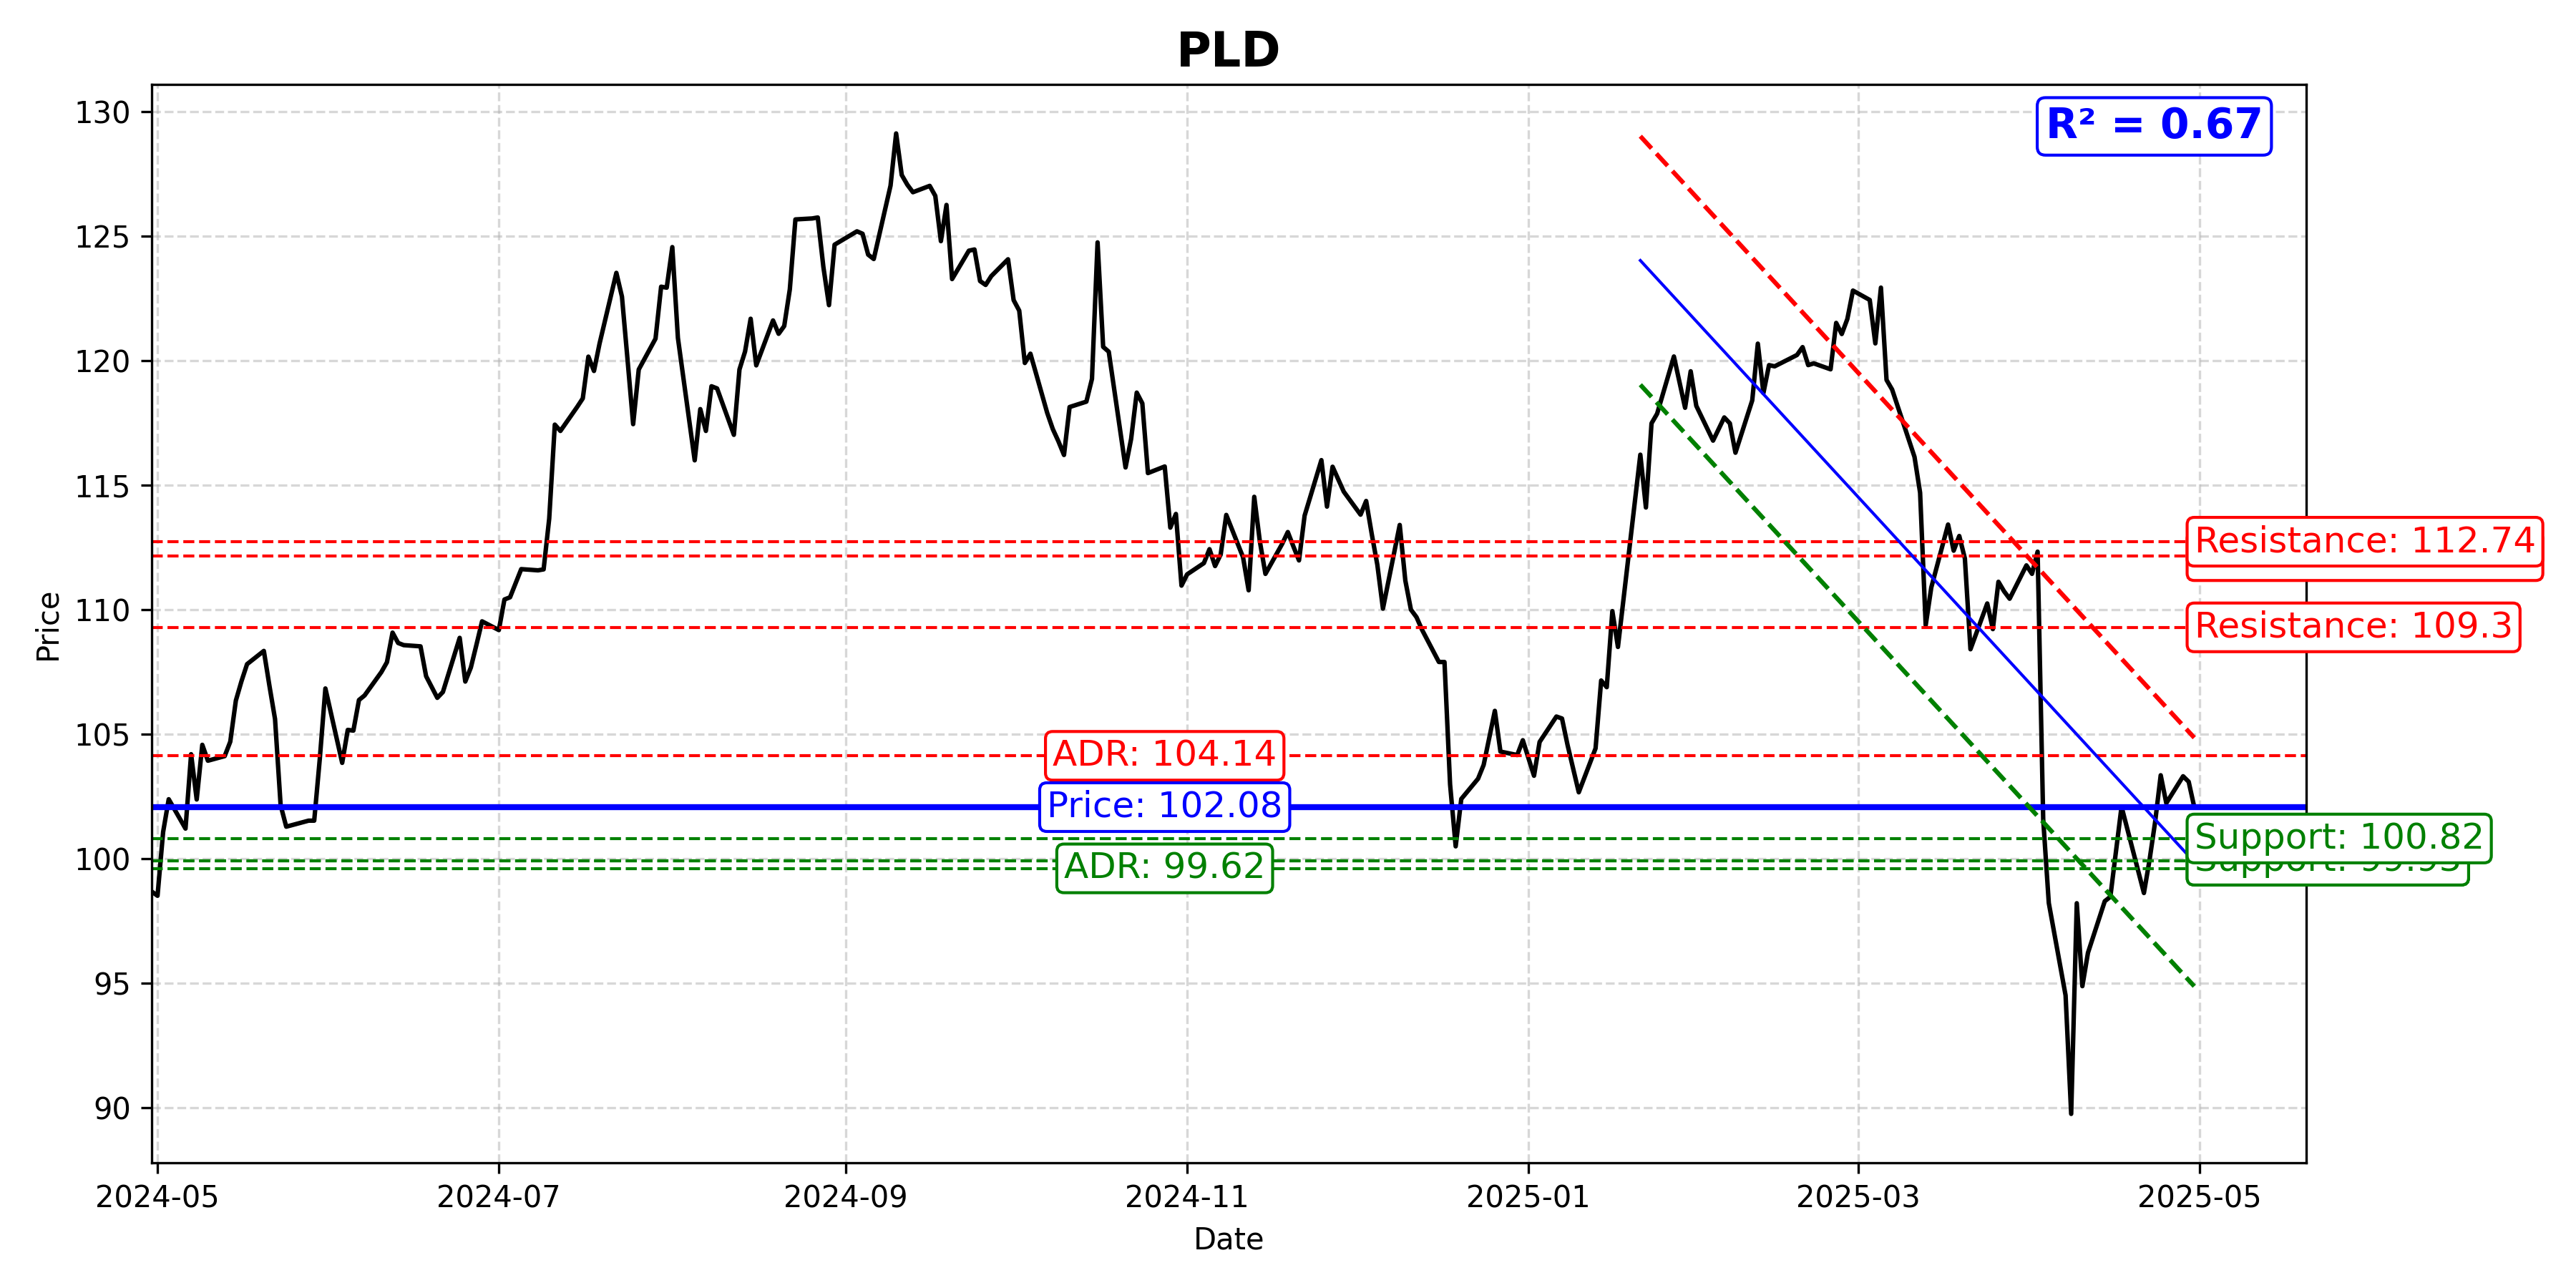 PLD
R² = 0.67
130
125
120
115
110
105
100
95
90
Price
Resistance: 112.74
Resistance: 109.3
ADR: 104.14
Price: 102.08
Support: 100.82
ADR: 99.62
2024-05
2024-07
2024-09
2024-11
2025-01
2025-03
2025-05
Date